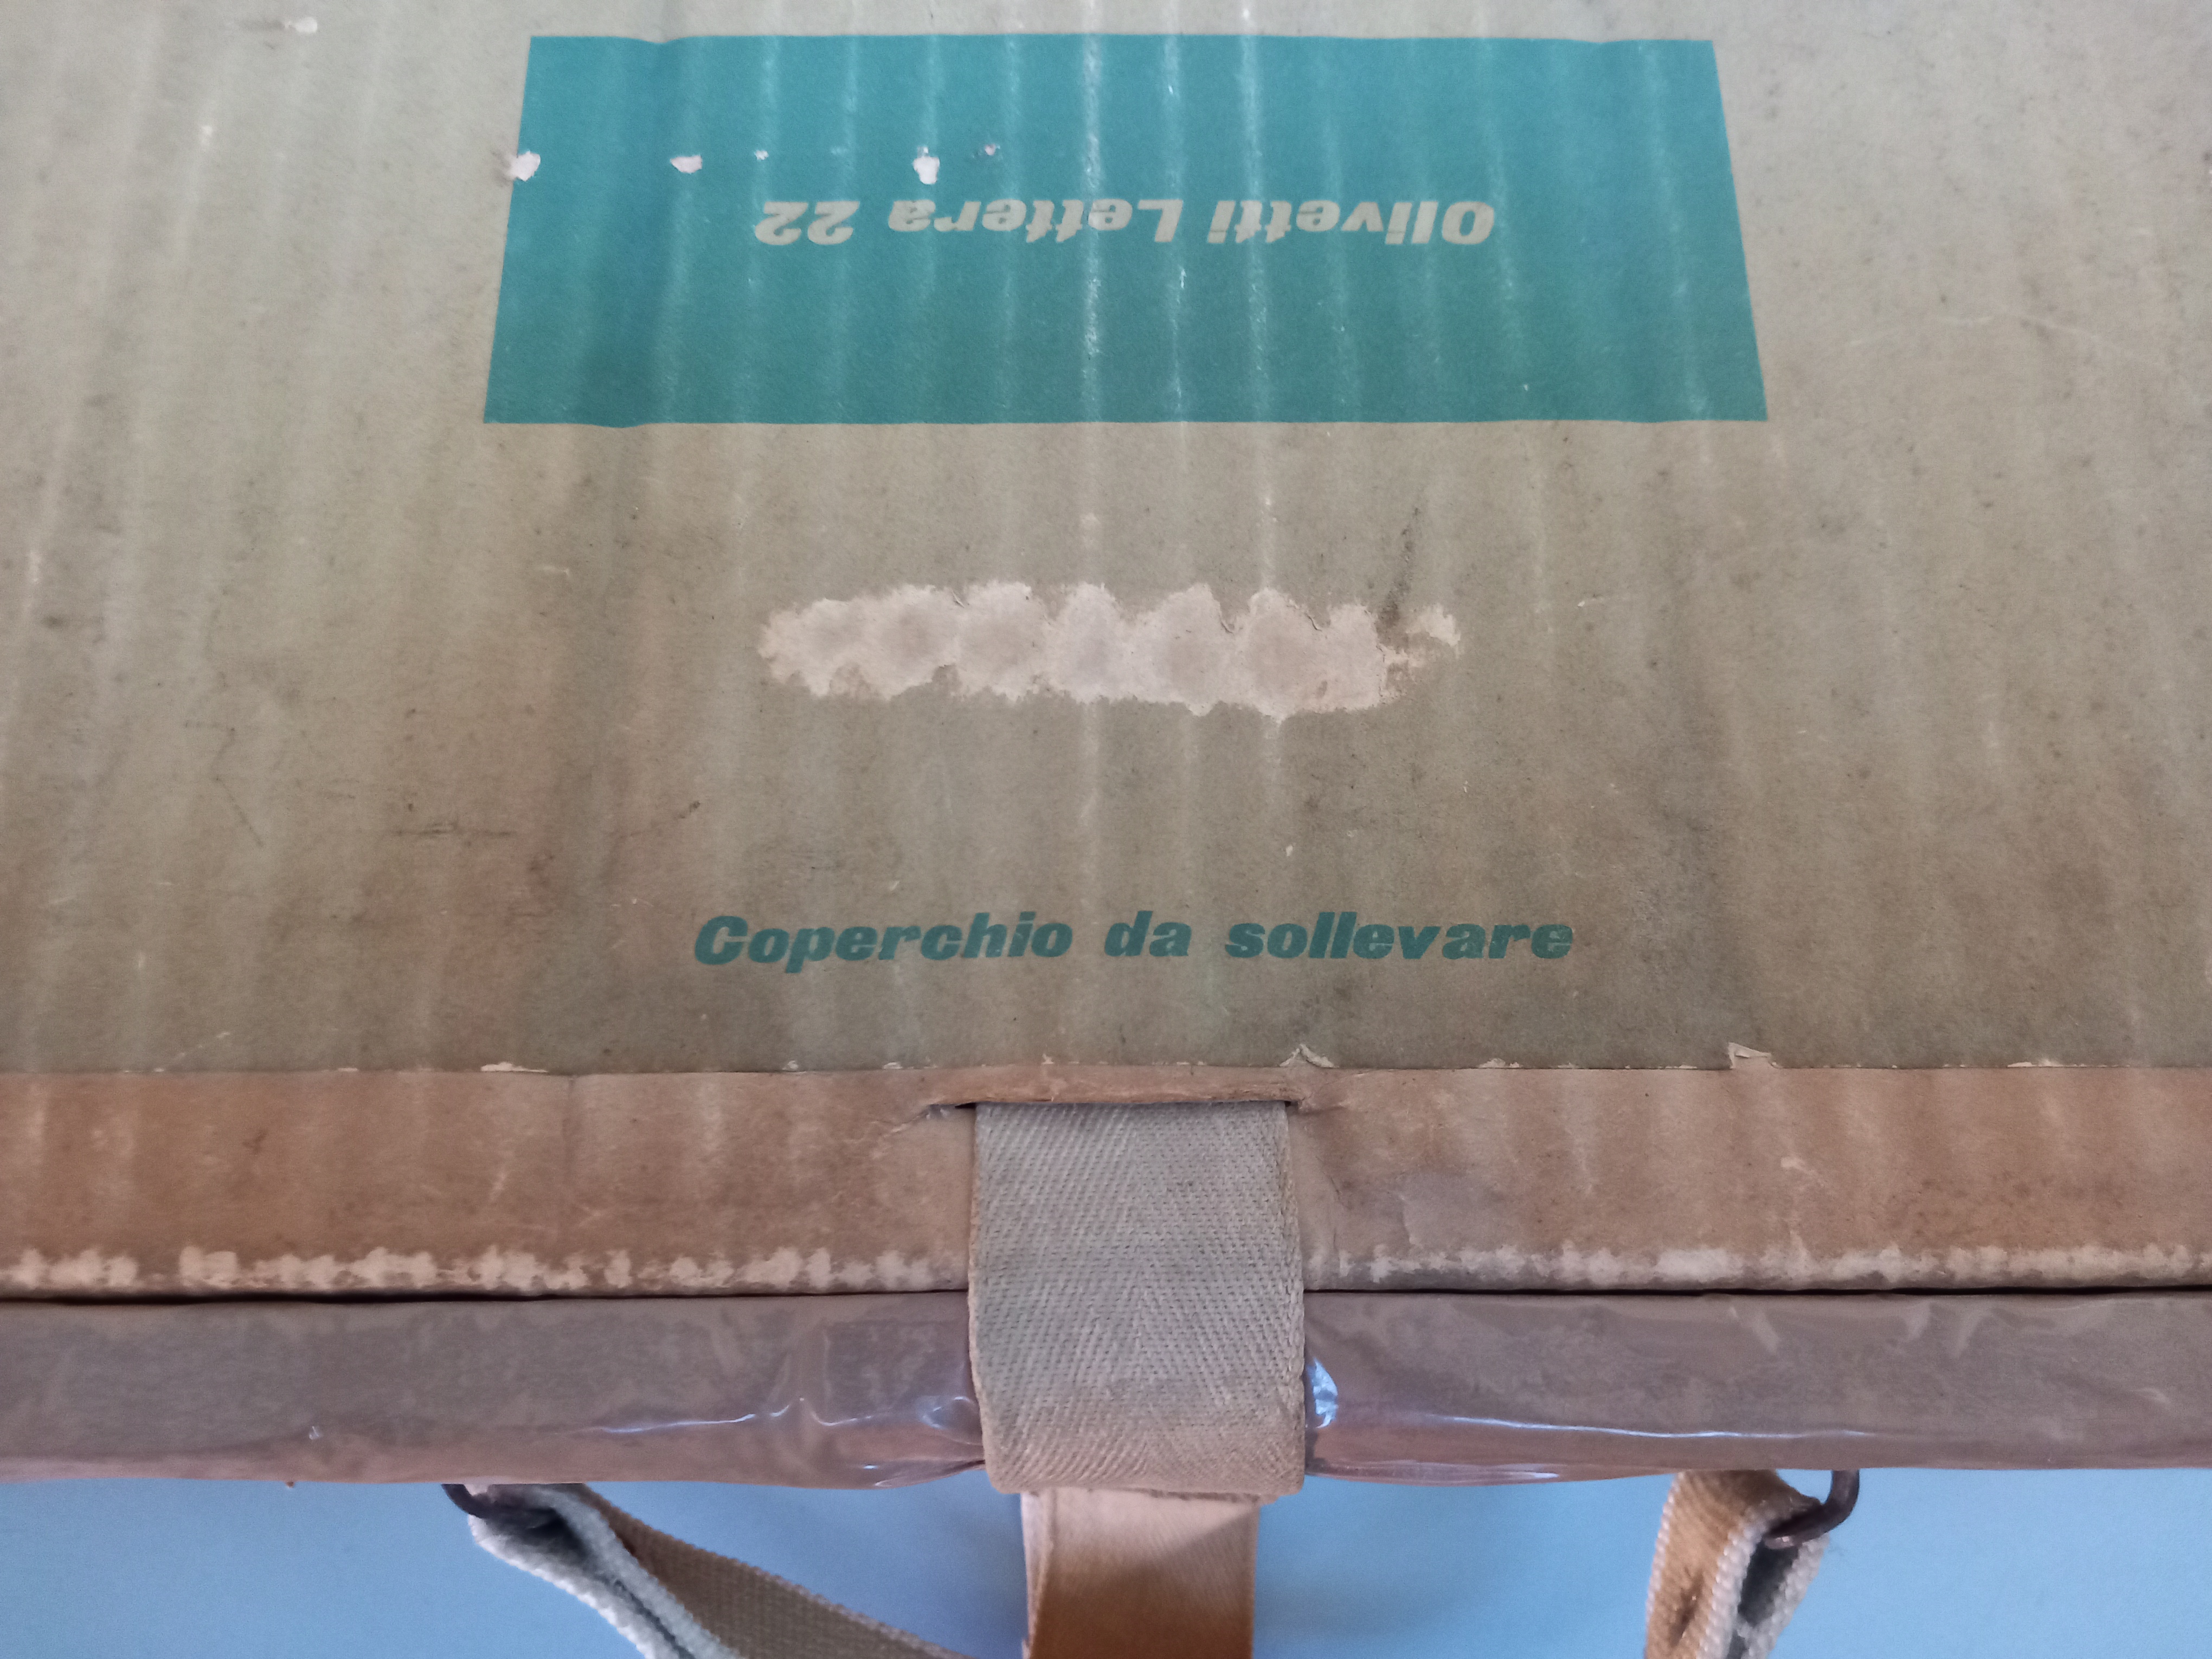 Olivetti Lettera 22
Coperchio da sollevare